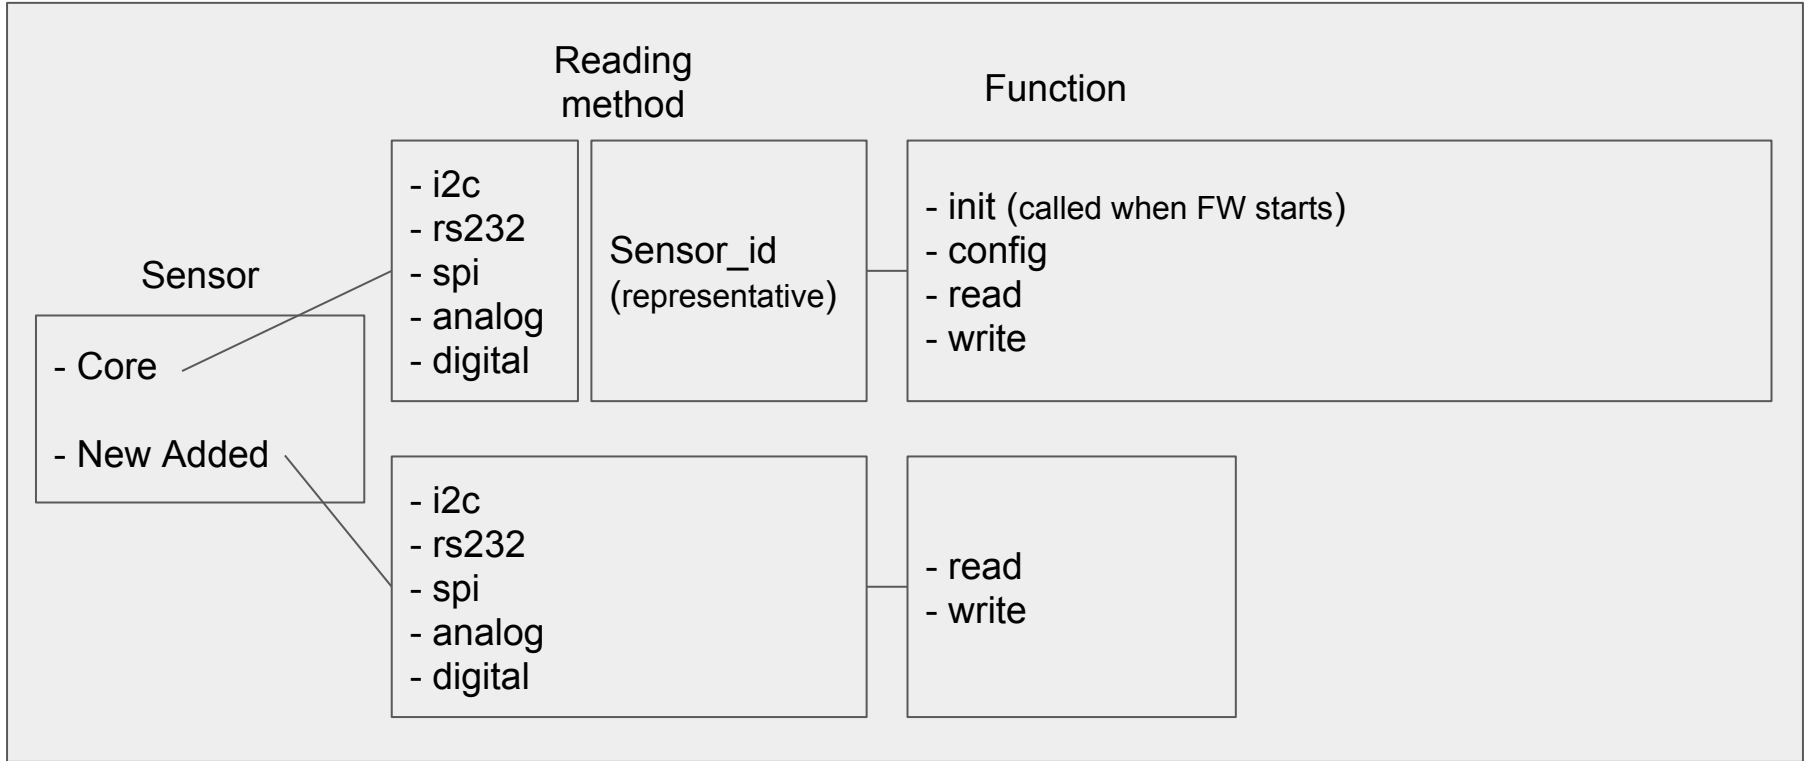 Reading
method
Function
Sensor
- Core
- New Added
- i2c
- rs232
- spi
- analog
- digital
Sensor_id
(representative)
- init (called when FW starts)
- config
- read
- write
- i2c
- rs232
- spi
- analog
- digital
- read
- write